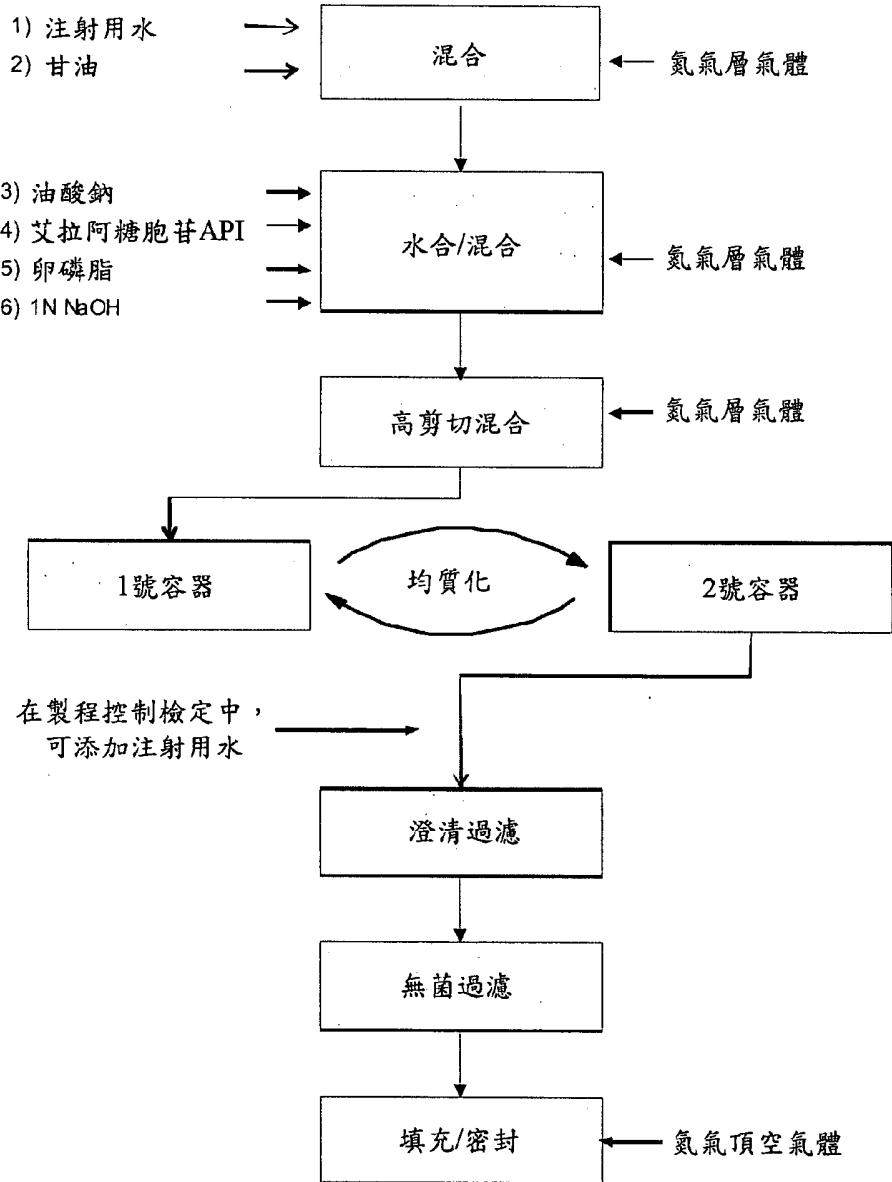 1) 注射用水
2) 甘油
混合
氮氣層氣體
3) 油酸鈉
4) 艾拉阿糖胞苷API
5) 卵磷脂
6) 1N NaOH
水合/混合
氮氣層氣體
高剪切混合
氮氣層氣體
1號容器
均質化
2號容器
在製程控制檢定中，
可添加注射用水
澄清過濾
無菌過濾
填充/密封
氮氣頂空氣體